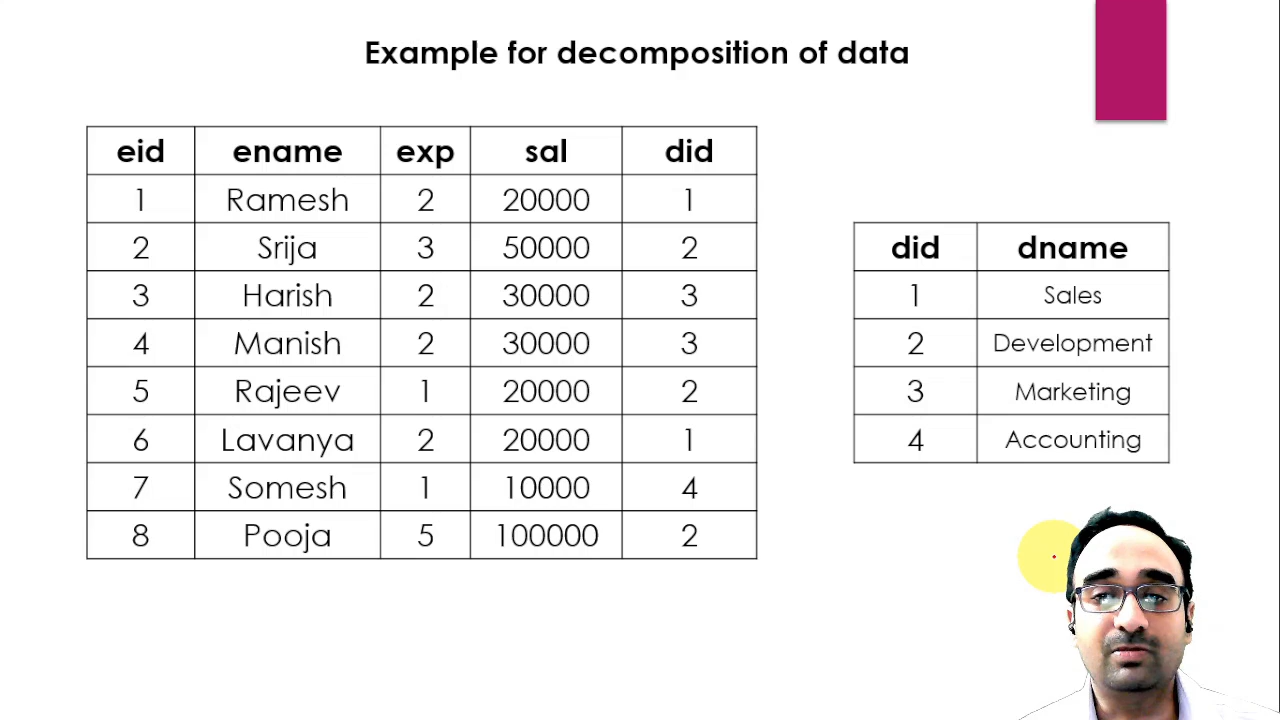 Example for decomposition of data
eid ename exp sal did
1 Ramesh 2 20000 1
2 Srija 3 50000 2
3 Harish 2 30000 3
4 Manish 2 30000 3
5 Rajeev 1 20000 2
6 Lavanya 2 20000 1
7 Somesh 1 10000 4
8 Pooja 5 100000 2
did dname
1 Sales
2 Development
3 Marketing
4 Accounting